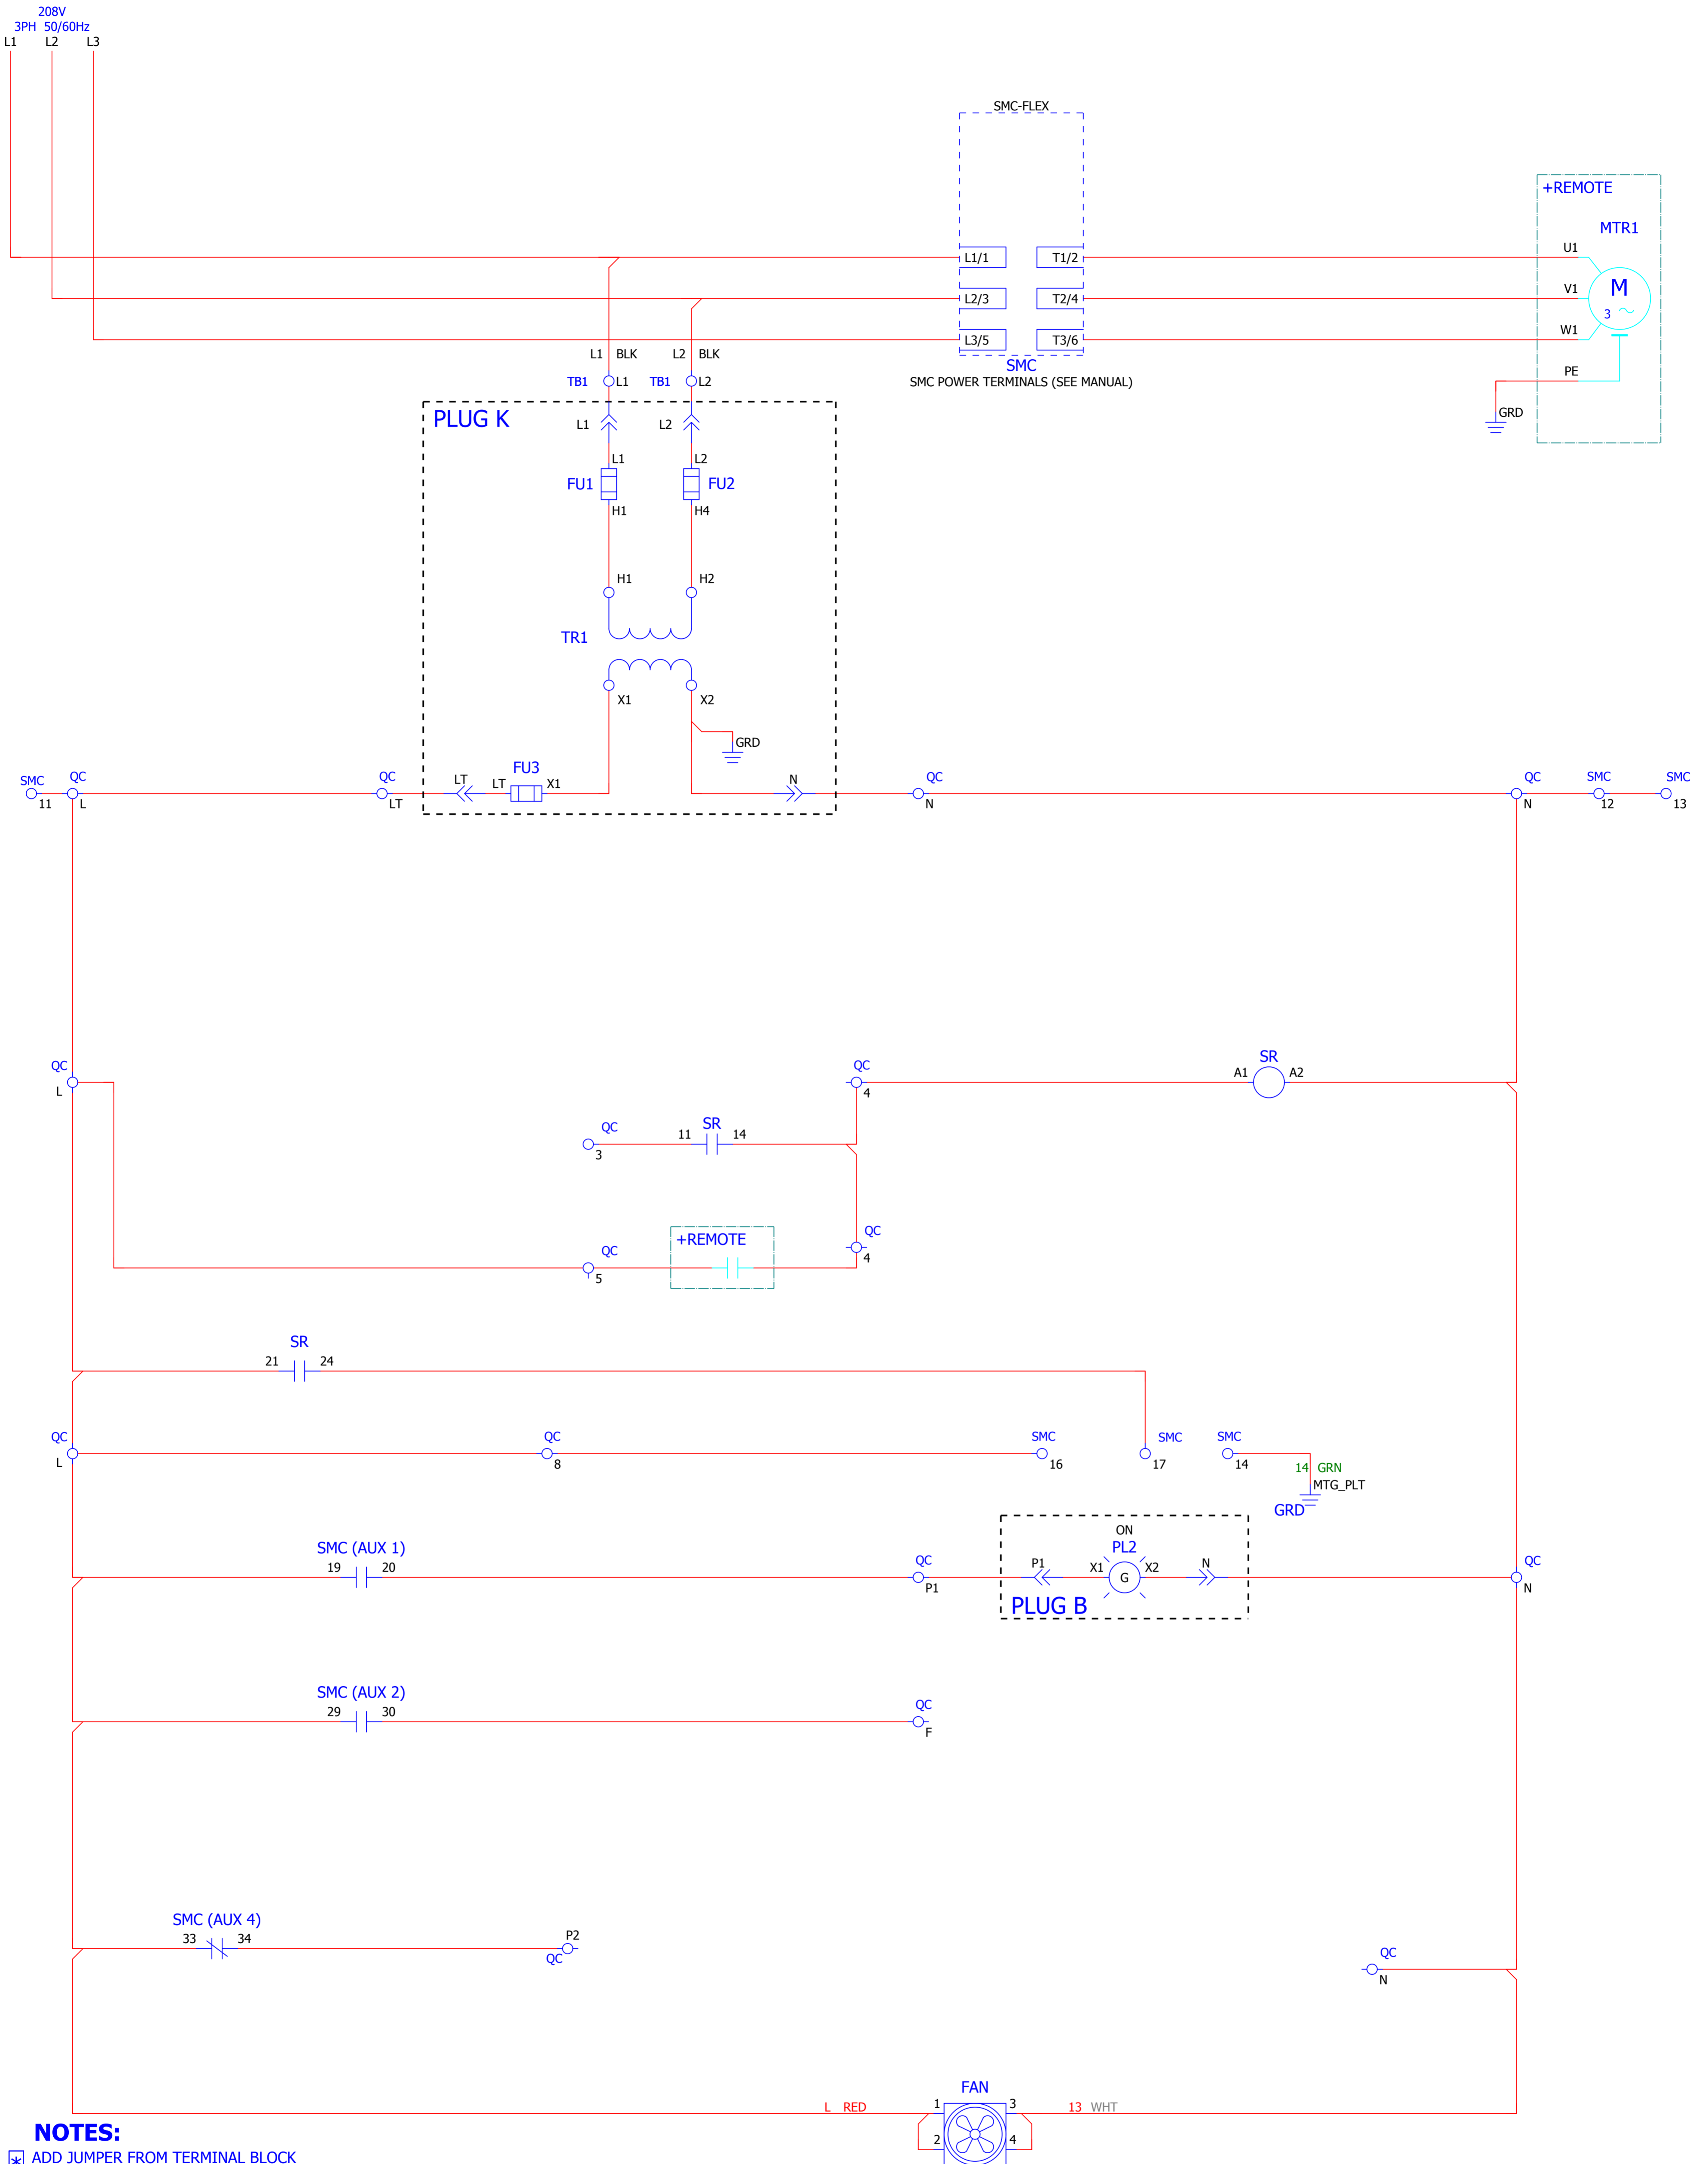 208V
3PH 50/60Hz
L1 L2 L3
SMC-FLEX
+REMOTE
MTR1
L1/1 T1/2 U1
L2/3 T2/4 V1
M
3
L3/5 T3/6 W1
L1 BLK L2 BLK
SMC
SMC POWER TERMINALS (SEE MANUAL)
PE
TB1 L1 TB1 L2
GRD
PLUG K
L1 L2
L1 L2
FU1 FU2
H1 H4
H1 H2
TR1
X1 X2
GRD
FU3
SMC QC QC LT LT X1 N QC QC SMC SMC
11 L LT N N 12 13
QC QC SR
A1 A2
L 4
QC 11 SR 14
3
QC
+REMOTE
QC 4
5
SR
21 24
QC QC SMC SMC SMC
L 8 16 17 14
14 GRN
MTG_PLT
GRD
ON
SMC (AUX 1) PL2
19 20 QC P1 X1 X2 N QC
G
P1 N
PLUG B
SMC (AUX 2)
29 30 QC
F
SMC (AUX 4)
33 34 P2
QC
QC
N
FAN
L RED 1 3 13 WHT
2 4
NOTES:
* ADD JUMPER FROM TERMINAL BLOCK